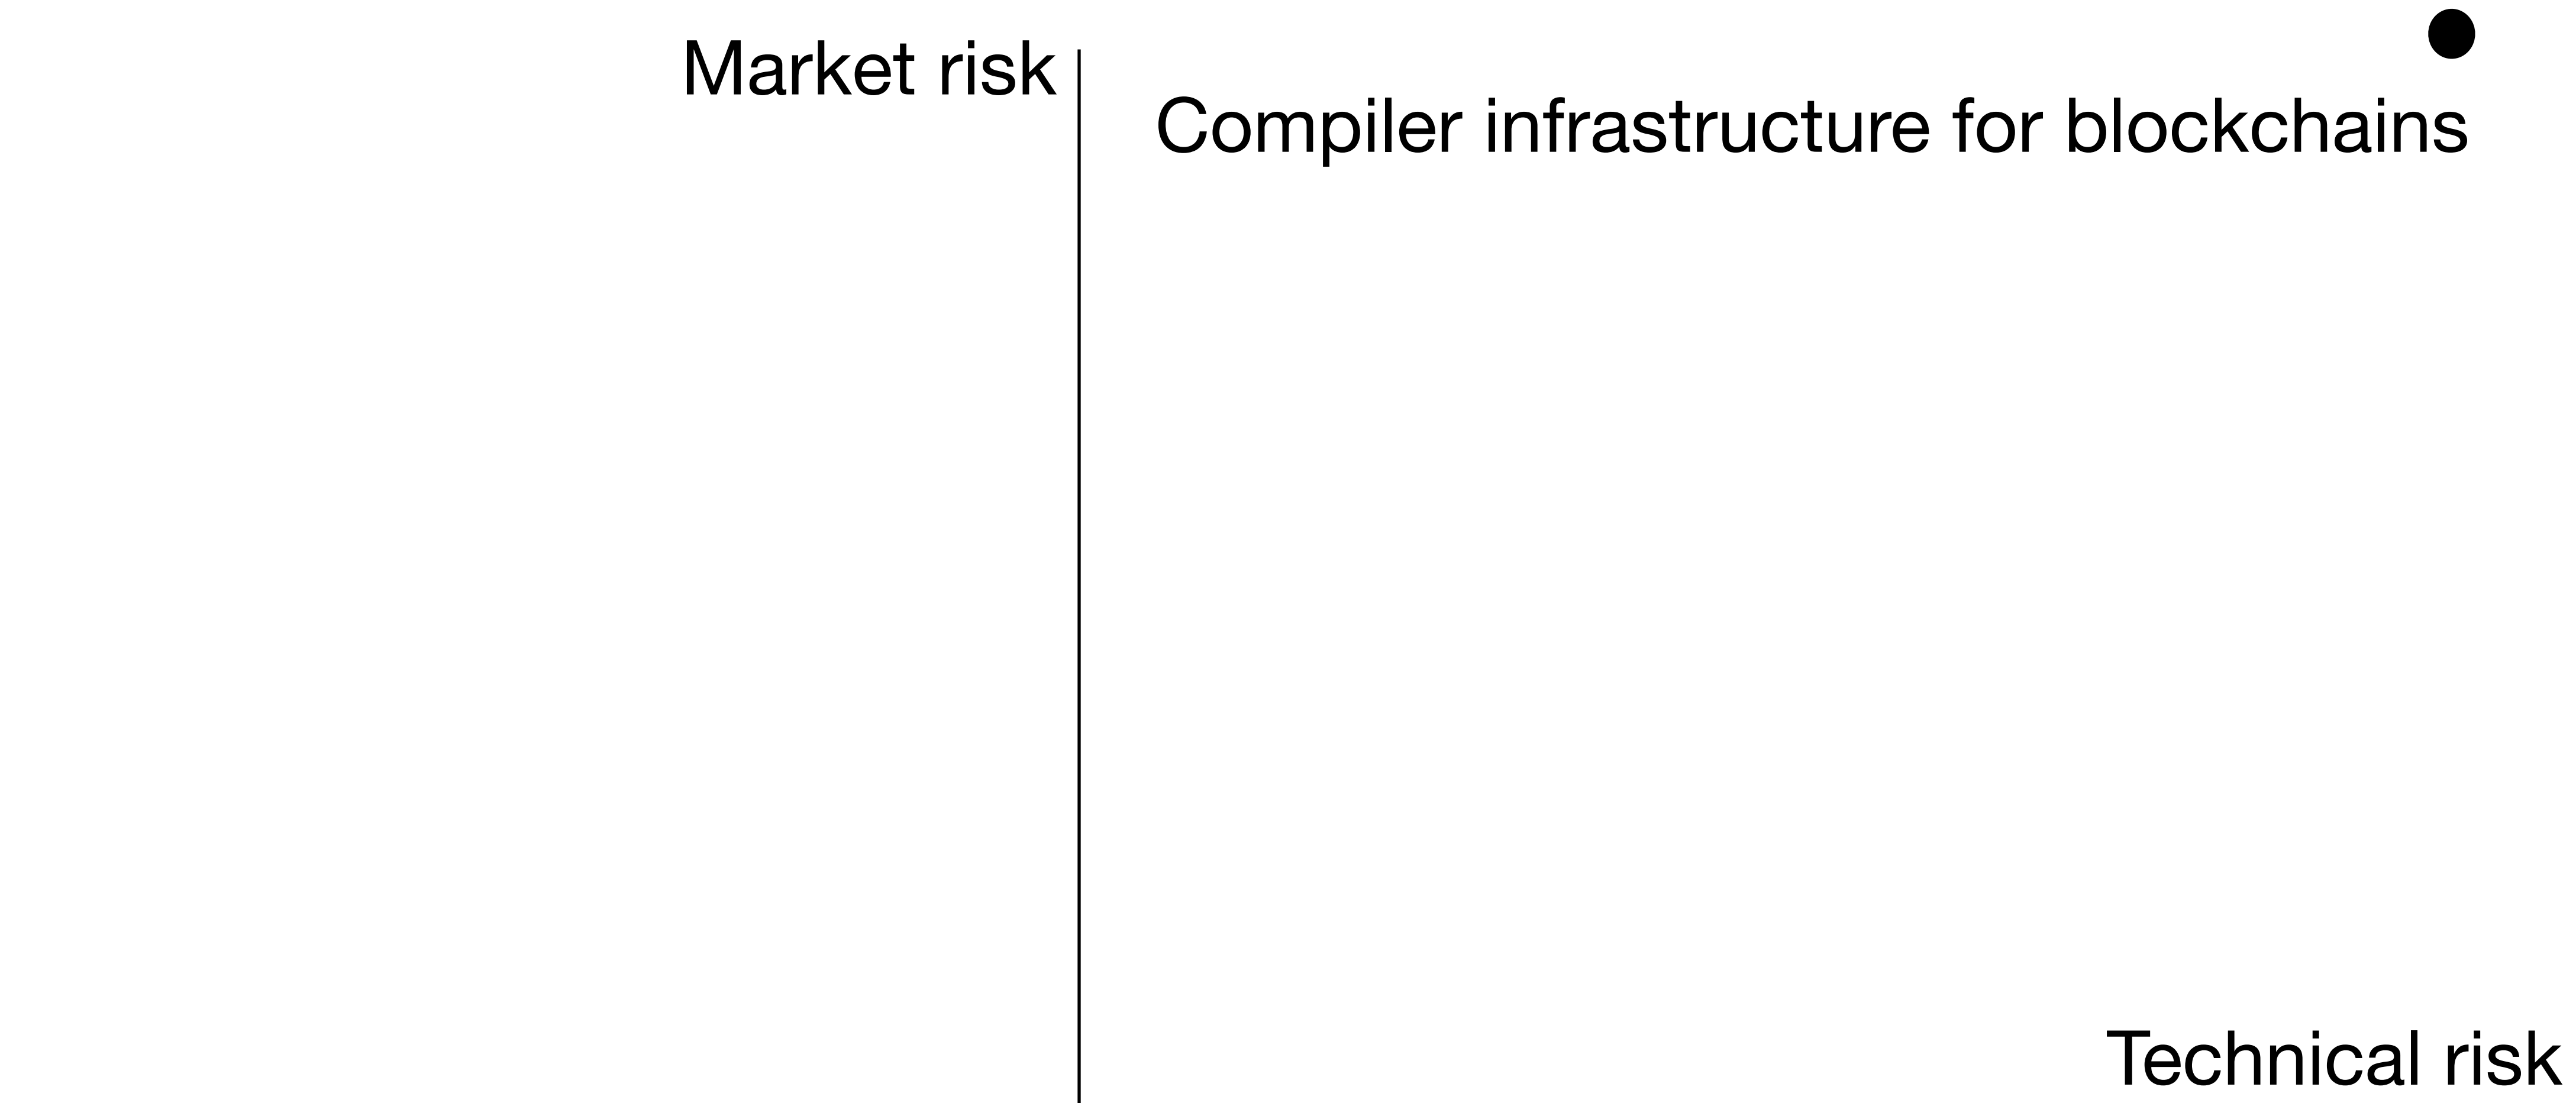 Market risk
Compiler infrastructure for blockchains
Technical risk